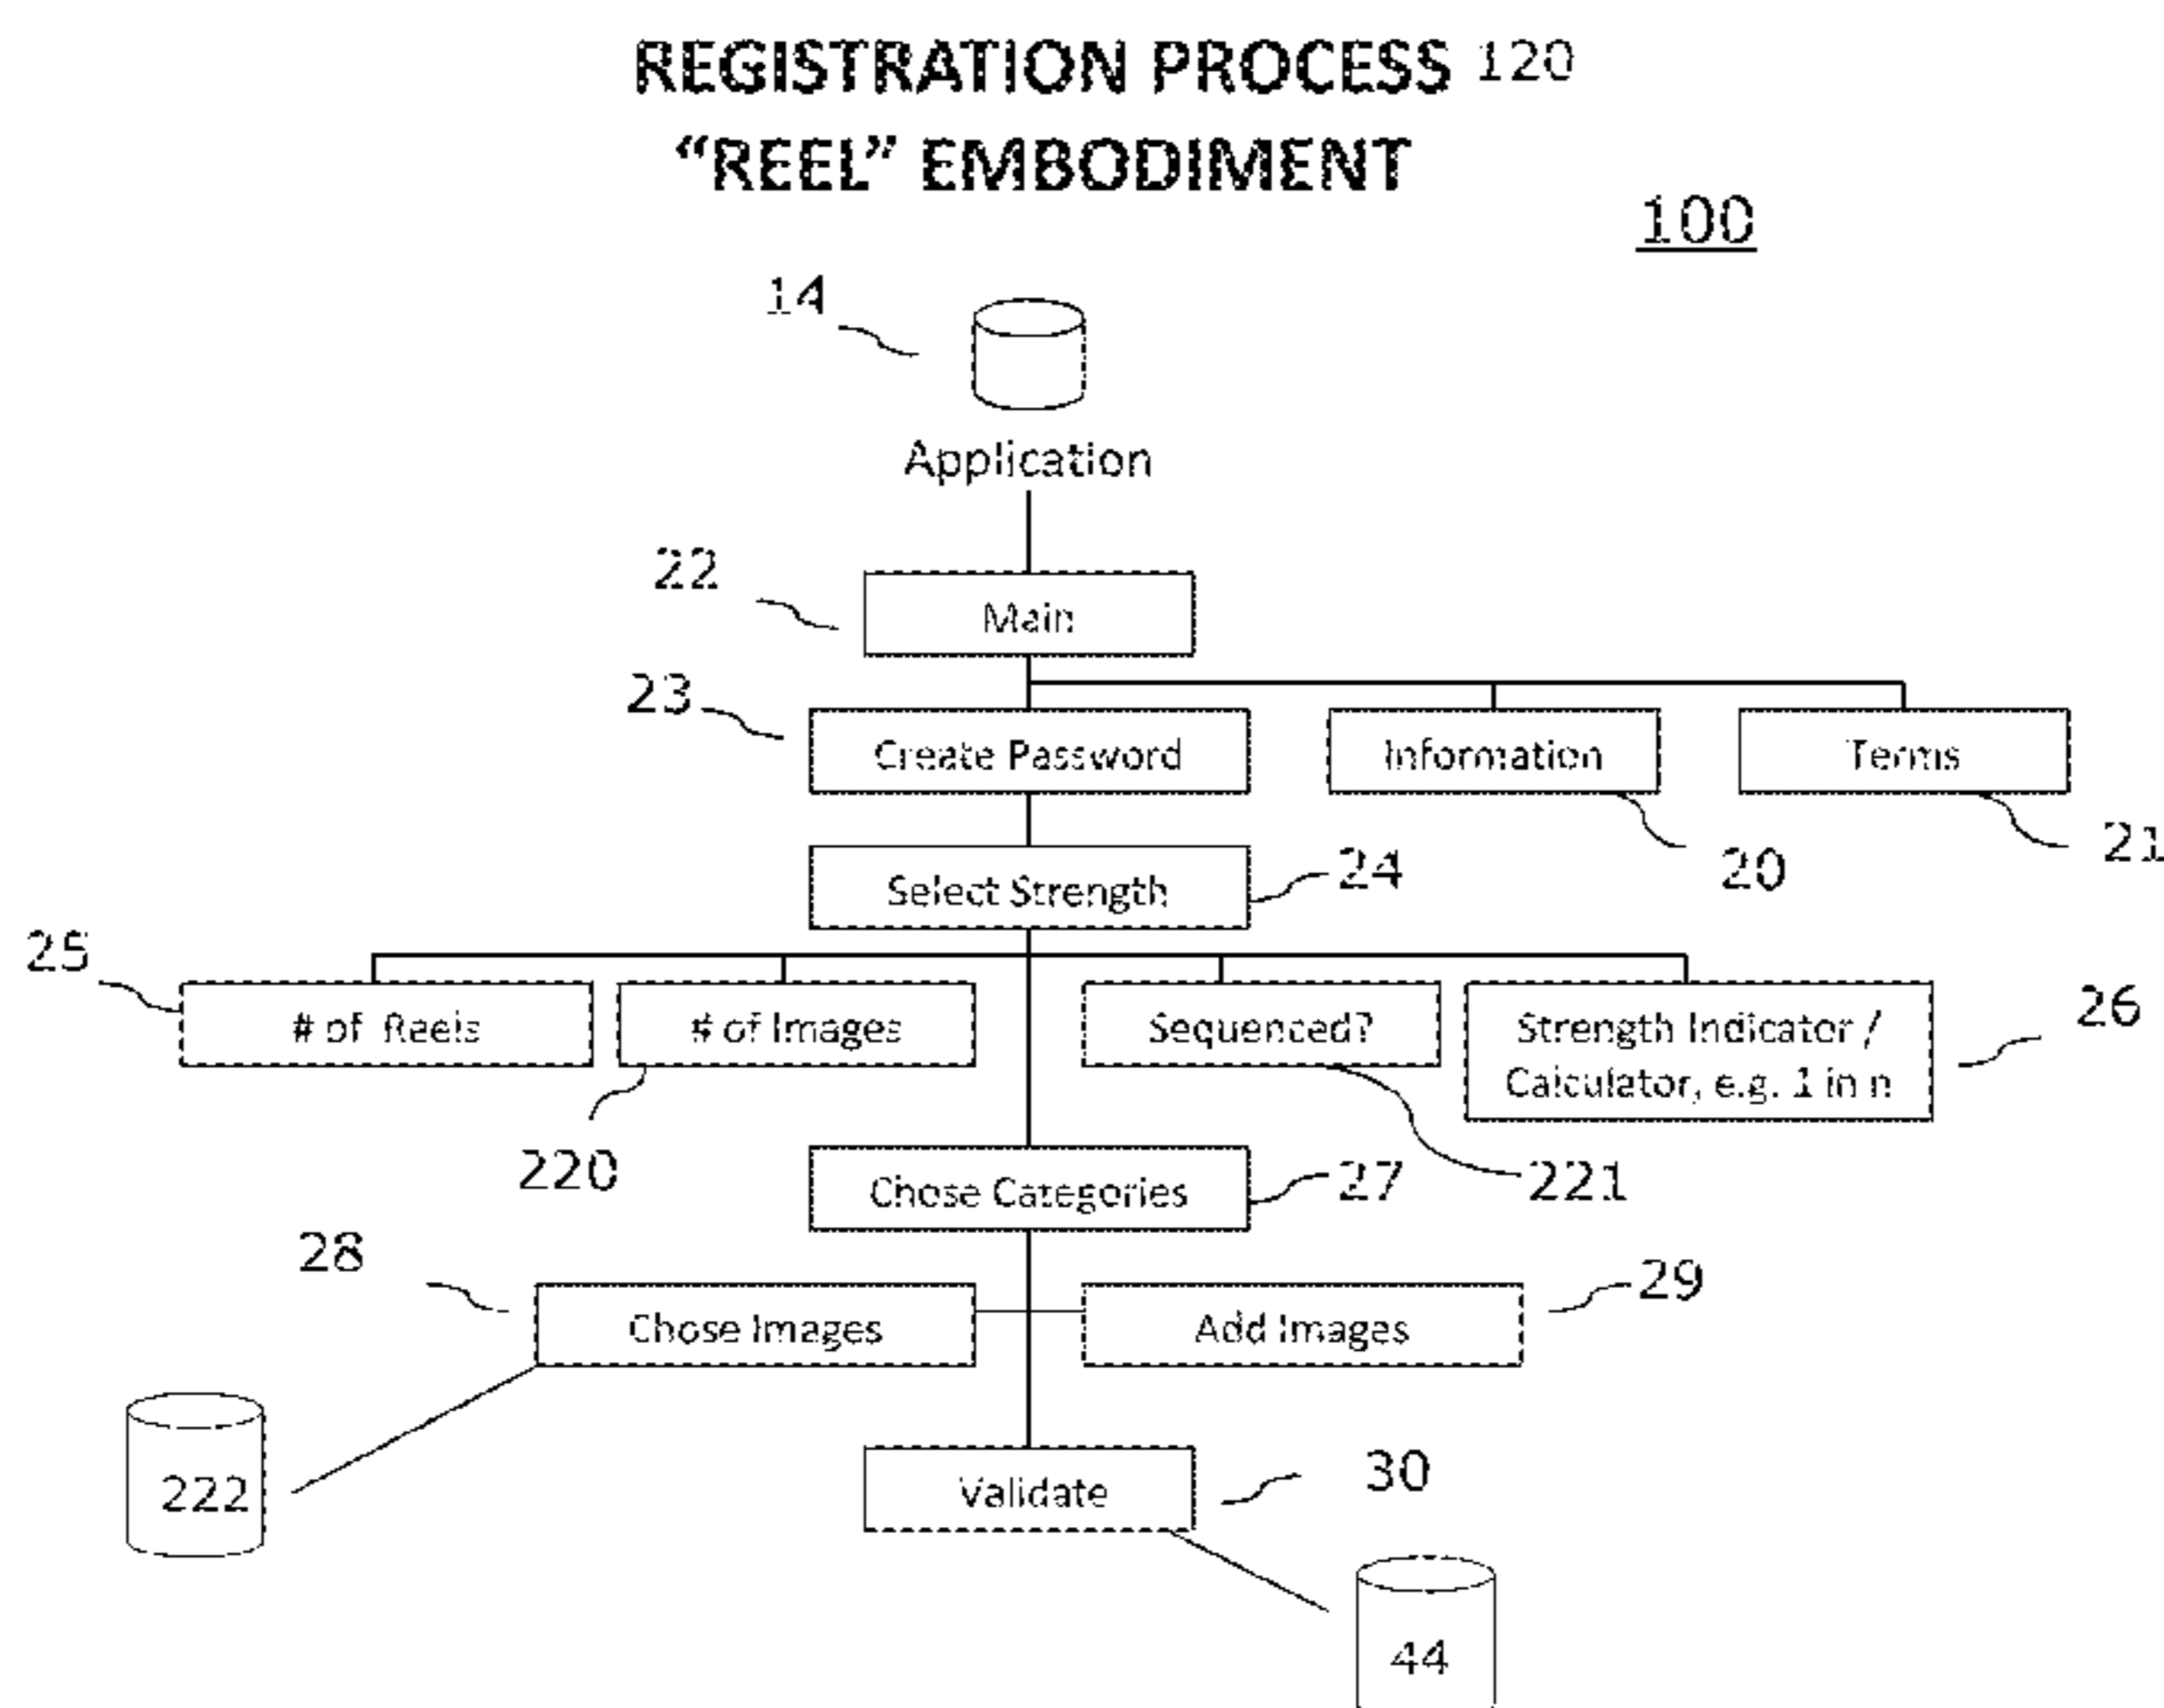 REGISTRATION PROCESS 120
“REEL” EMBODIMENT
100
14
Application
22
Main
23
Create Password
Information
Terms
20
21
Select Strength
24
25
# of Reels
# of Images
Sequenced?
Strength Indicator /
Calculator, e.g. 1 in n
26
220
221
Chose Categories
27
28
Chose Images
Add Images
29
222
Validate
30
44